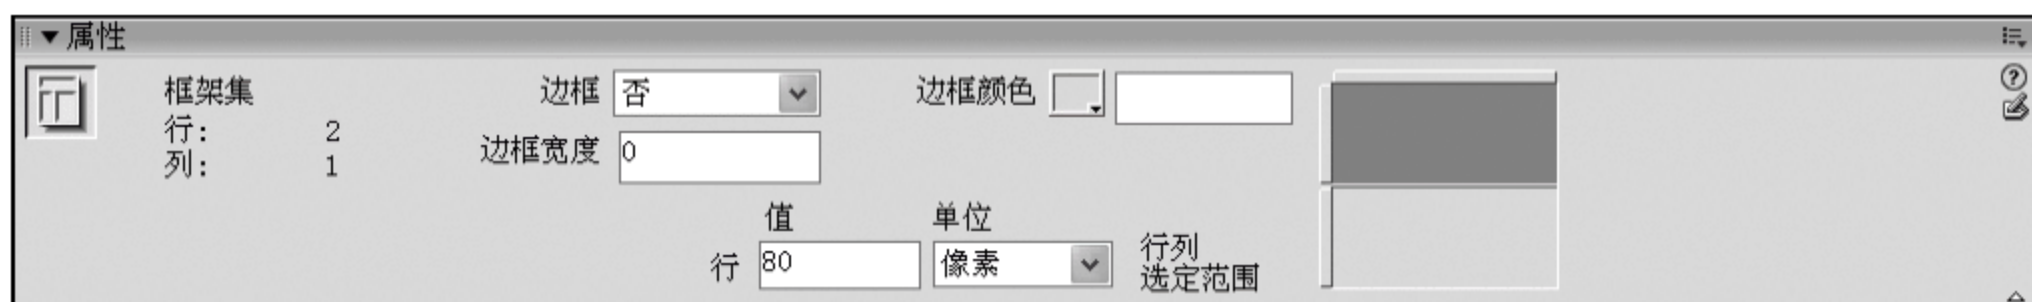 属性
框架集 边框 否 边框颜色
行: 2
边框宽度 0
列: 1
值 单位
行 80 像素 行列
选定范围